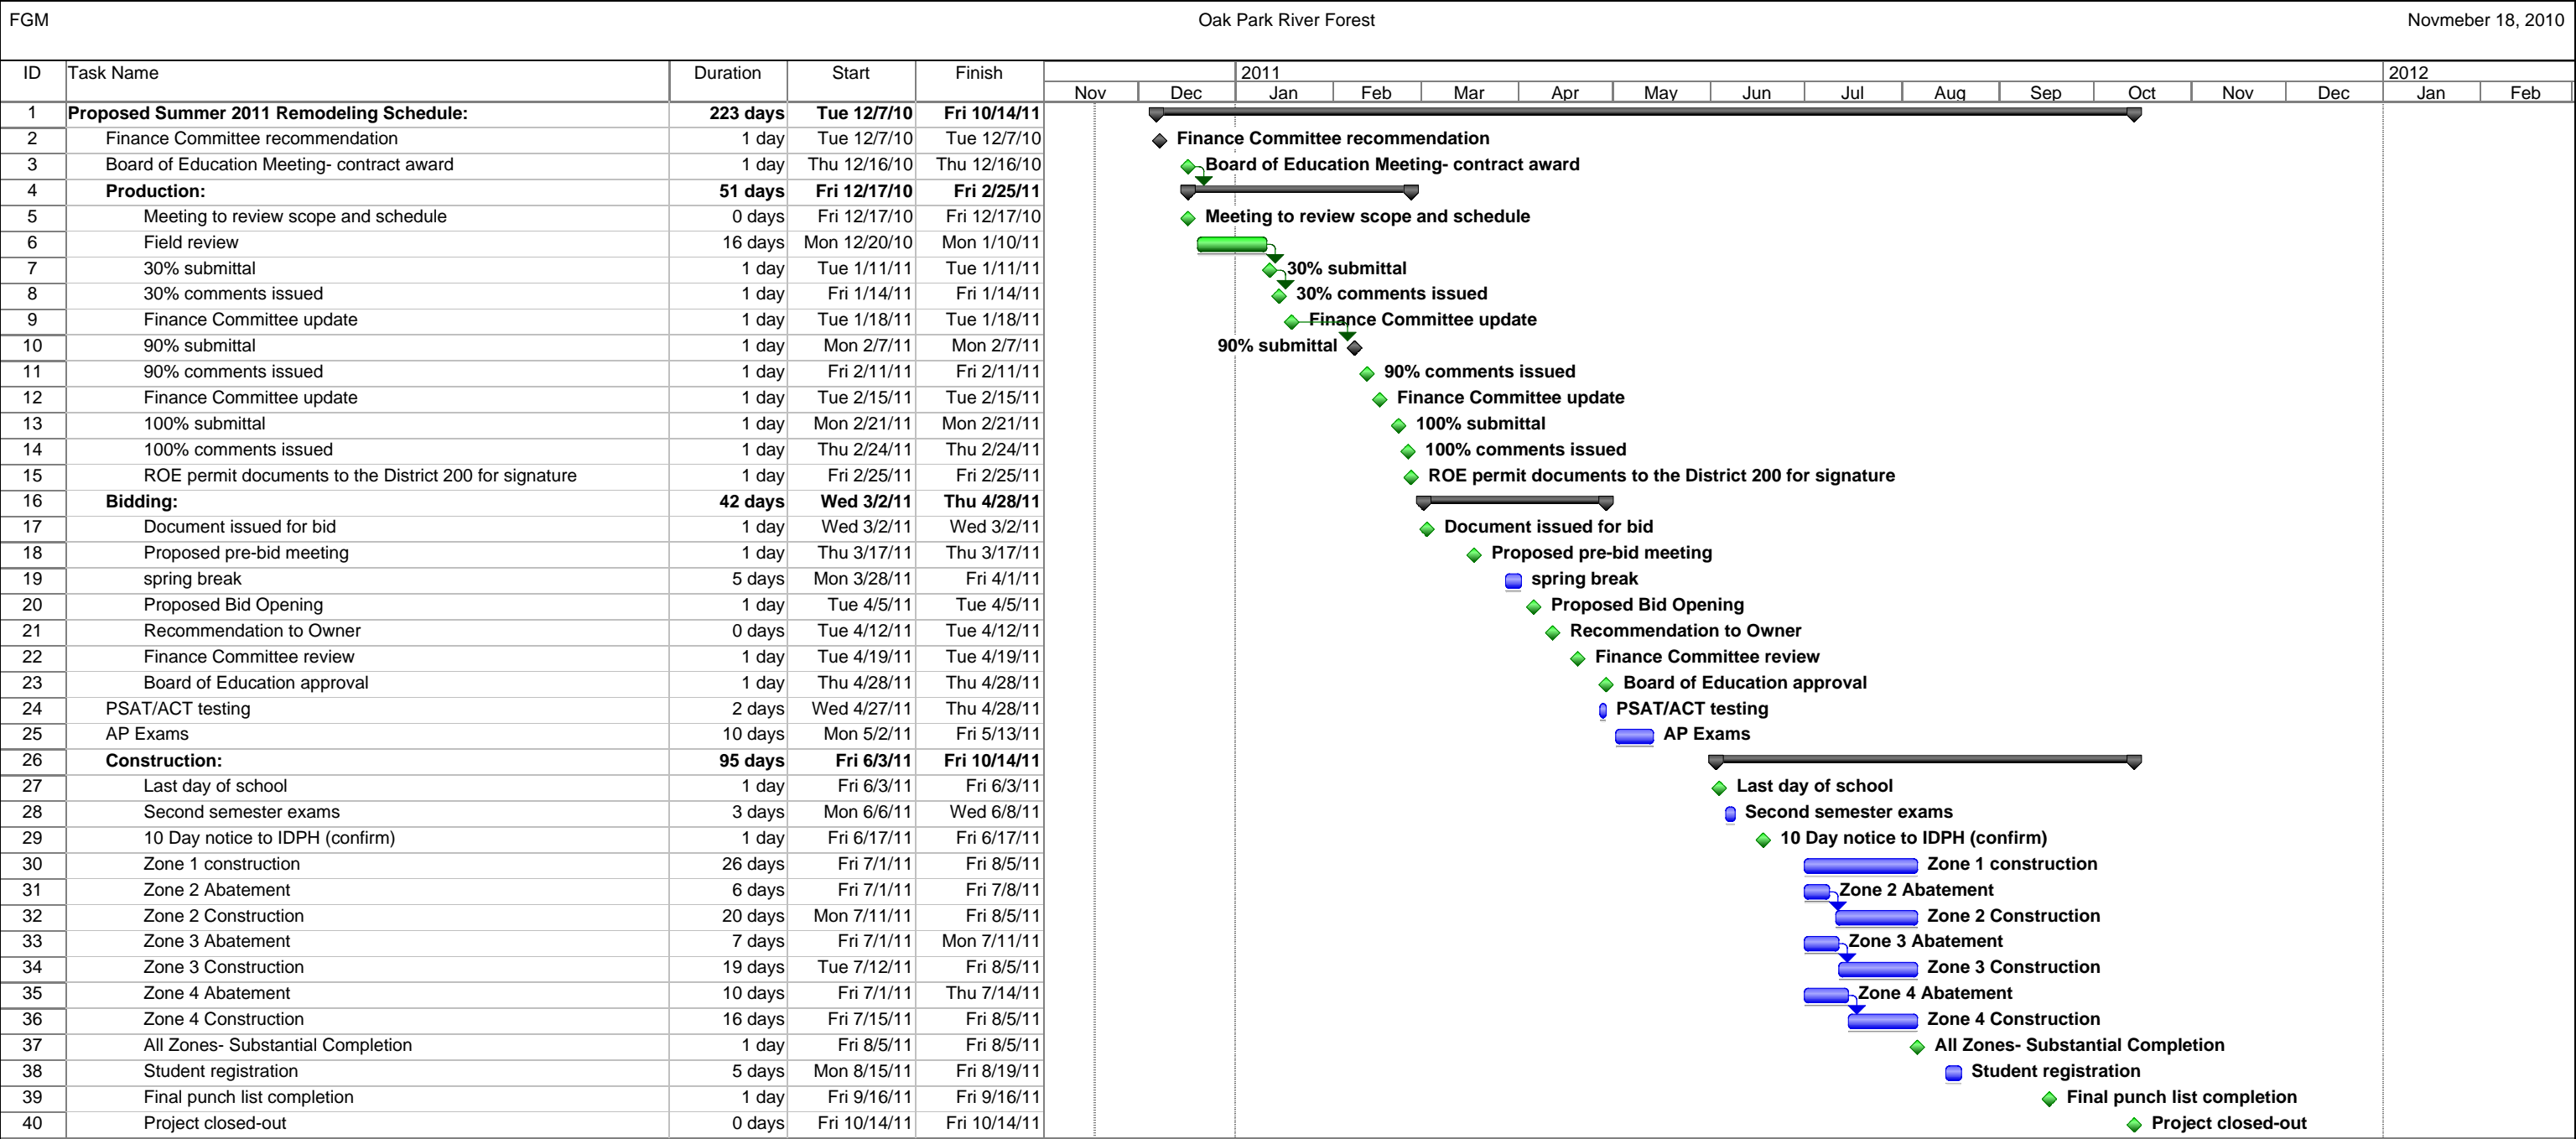 FGM Oak Park River Forest Novmeber 18, 2010
ID Task Name Duration Start Finish 2011 2012
Nov Dec Jan Feb Mar Apr May Jun Jul Aug Sep Oct Nov Dec Jan Feb
1 Proposed Summer 2011 Remodeling Schedule: 223 days Tue 12/7/10 Fri 10/14/11
2 Finance Committee recommendation 1 day Tue 12/7/10 Tue 12/7/10 Finance Committee recommendation
3 Board of Education Meeting- contract award 1 day Thu 12/16/10 Thu 12/16/10 Board of Education Meeting- contract award
4 Production: 51 days Fri 12/17/10 Fri 2/25/11
5 Meeting to review scope and schedule 0 days Fri 12/17/10 Fri 12/17/10 Meeting to review scope and schedule
6 Field review 16 days Mon 12/20/10 Mon 1/10/11
7 30% submittal 1 day Tue 1/11/11 Tue 1/11/11 30% submittal
8 30% comments issued 1 day Fri 1/14/11 Fri 1/14/11 30% comments issued
9 Finance Committee update 1 day Tue 1/18/11 Tue 1/18/11 Finance Committee update
10 90% submittal 1 day Mon 2/7/11 Mon 2/7/11 90% submittal
11 90% comments issued 1 day Fri 2/11/11 Fri 2/11/11 90% comments issued
12 Finance Committee update 1 day Tue 2/15/11 Tue 2/15/11 Finance Committee update
13 100% submittal 1 day Mon 2/21/11 Mon 2/21/11 100% submittal
14 100% comments issued 1 day Thu 2/24/11 Thu 2/24/11 100% comments issued
15 ROE permit documents to the District 200 for signature 1 day Fri 2/25/11 Fri 2/25/11 ROE permit documents to the District 200 for signature
16 Bidding: 42 days Wed 3/2/11 Thu 4/28/11
17 Document issued for bid 1 day Wed 3/2/11 Wed 3/2/11 Document issued for bid
18 Proposed pre-bid meeting 1 day Thu 3/17/11 Thu 3/17/11 Proposed pre-bid meeting
19 spring break 5 days Mon 3/28/11 Fri 4/1/11 spring break
20 Proposed Bid Opening 1 day Tue 4/5/11 Tue 4/5/11 Proposed Bid Opening
21 Recommendation to Owner 0 days Tue 4/12/11 Tue 4/12/11 Recommendation to Owner
22 Finance Committee review 1 day Tue 4/19/11 Tue 4/19/11 Finance Committee review
23 Board of Education approval 1 day Thu 4/28/11 Thu 4/28/11 Board of Education approval
24 PSAT/ACT testing 2 days Wed 4/27/11 Thu 4/28/11 PSAT/ACT testing
25 AP Exams 10 days Mon 5/2/11 Fri 5/13/11 AP Exams
26 Construction: 95 days Fri 6/3/11 Fri 10/14/11
27 Last day of school 1 day Fri 6/3/11 Fri 6/3/11 Last day of school
28 Second semester exams 3 days Mon 6/6/11 Wed 6/8/11 Second semester exams
29 10 Day notice to IDPH (confirm) 1 day Fri 6/17/11 Fri 6/17/11 10 Day notice to IDPH (confirm)
30 Zone 1 construction 26 days Fri 7/1/11 Fri 8/5/11 Zone 1 construction
31 Zone 2 Abatement 6 days Fri 7/1/11 Fri 7/8/11 Zone 2 Abatement
32 Zone 2 Construction 20 days Mon 7/11/11 Fri 8/5/11 Zone 2 Construction
33 Zone 3 Abatement 7 days Fri 7/1/11 Mon 7/11/11 Zone 3 Abatement
34 Zone 3 Construction 19 days Tue 7/12/11 Fri 8/5/11 Zone 3 Construction
35 Zone 4 Abatement 10 days Fri 7/1/11 Thu 7/14/11 Zone 4 Abatement
36 Zone 4 Construction 16 days Fri 7/15/11 Fri 8/5/11 Zone 4 Construction
37 All Zones- Substantial Completion 1 day Fri 8/5/11 Fri 8/5/11 All Zones- Substantial Completion
38 Student registration 5 days Mon 8/15/11 Fri 8/19/11 Student registration
39 Final punch list completion 1 day Fri 9/16/11 Fri 9/16/11 Final punch list completion
40 Project closed-out 0 days Fri 10/14/11 Fri 10/14/11 Project closed-out